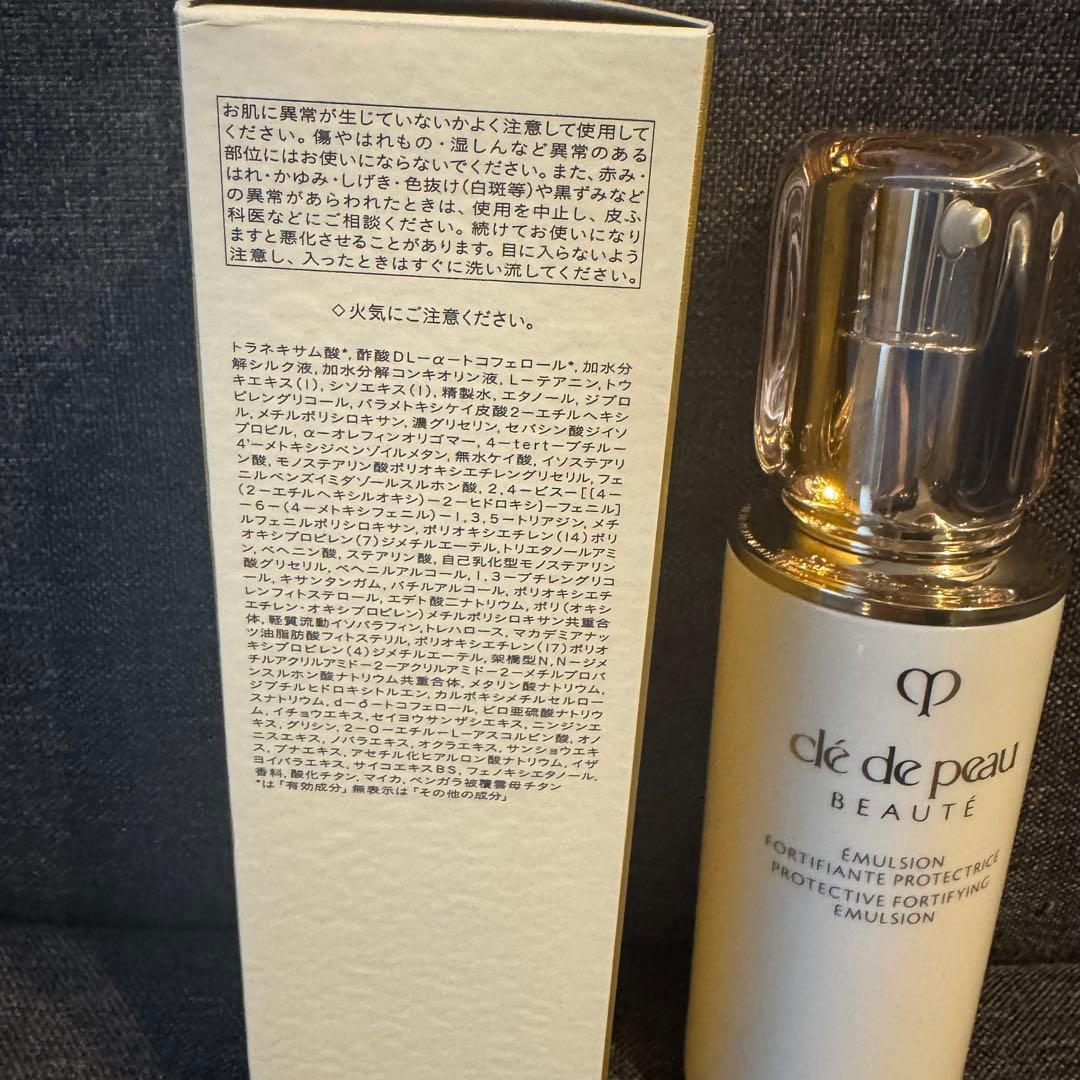 お肌に異常が生じていないかよく注意して使用して
ください。傷やはれもの・湿しんなど異常のある
部位にはお使いにならないでください。また、赤み・
はれ・かゆみ・しげき・色抜け(白斑等)や黒ずみなど
の異常があらわれたときは、使用を中止し、皮ふ
科医などにご相談ください。続けてお使いになり
ますと悪化させることがあります。目に入らないよう
注意し、入ったときはすぐに洗い流してください。
◇火気にご注意ください。
トラネキサム酸*, 酢酸DL-α-トコフェロール*, 加水分
解シルク液, 加水分解コンキオリン液, L-テアニン, トウ
キエキス(1), シソエキス(1), 精製水, エタノール, ジプロ
ピレングリコール, パラメトキシケイ皮酸2-エチルヘキシ
ル, メチルポリシロキサン, 濃グリセリン, セバシン酸ジイソ
プロピル, α-オレフィンオリゴマー, 4-tert-ブチル-
4'-メトキシジベンゾイルメタン, 無水ケイ酸, イソステアリ
ン酸, モノステアリン酸ポリオキシエチレングリセリル, フェ
ニルベンズイミダゾールスルホン酸, 2,4-ビス-[[4-
(2-エチルヘキシルオキシ)-2-ヒドロキシ]-フェニル]
-6-(4-メトキシフェニル)-1,3,5-トリアジン, メチ
ルフェニルポリシロキサン, ポリオキシエチレン(14)ポリ
オキシプロピレン(7)ジメチルエーテル, トリエタノールアミ
ン, ベヘニン酸, ステアリン酸, 自己乳化型モノステアリン
酸グリセリル, ベヘニルアルコール, 1,3-ブチレングリコ
ール, キサンタンガム, バチルアルコール, ポリオキシエチ
レンフィトステロール, エデト酸二ナトリウム, ポリ(オキシ
エチレン・オキシプロピレン)メチルポリシロキサン共重合
体, 軽質流動イソパラフィン, トレハロース, マカデミアナッ
ツ油脂肪酸フィトステリル, ポリオキシエチレン(17)ポリオ
キシプロピレン(4)ジメチルエーテル, 架橋型N,N-ジメ
チルアクリルアミド-2-アクリルアミド-2-メチルプロパ
ンスルホン酸ナトリウム共重合体, メタリン酸ナトリウム,
ジブチルヒドロキシトルエン, カルボキシメチルセルロー
スナトリウム, d-δ-トコフェロール, ピロ亜硫酸ナトリウ
ム, イチョウエキス, セイヨウサンザシエキス, ニンジンエ
キス, グリシン, 2-O-エチル-L-アスコルビン酸, オノ
ニスエキス, ノバラエキス, オクラエキス, サンショウエキ
ス, ブナエキス, アセチル化ヒアルロン酸ナトリウム, イザ
ヨイバラエキス, サイコエキスBS, フェノキシエタノール,
香料, 酸化チタン, マイカ, ベンガラ被覆雲母チタン
*は「有効成分」無表示は「その他の成分」
clé de peau
BEAUTÉ
ÉMULSION
FORTIFIANTE PROTECTRICE
PROTECTIVE FORTIFYING
EMULSION